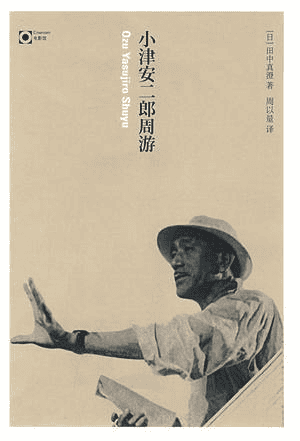 Cineteam
电影馆
小津安二郎周游
Ozu Yasujiro Shuyu
[日] 田中真澄 著
周以量 译